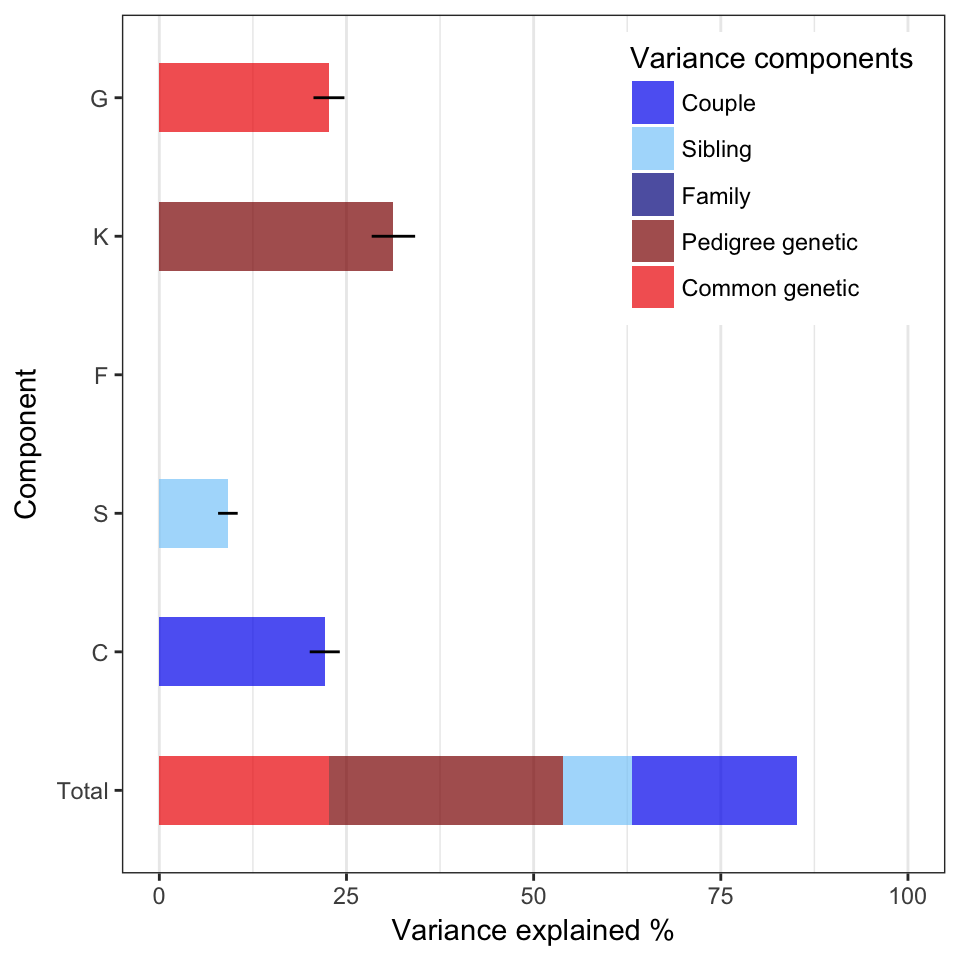 Variance components
Couple
Sibling
Family
Pedigree genetic
Common genetic
G
K
F
S
C
Total
Component
0 25 50 75 100
Variance explained %